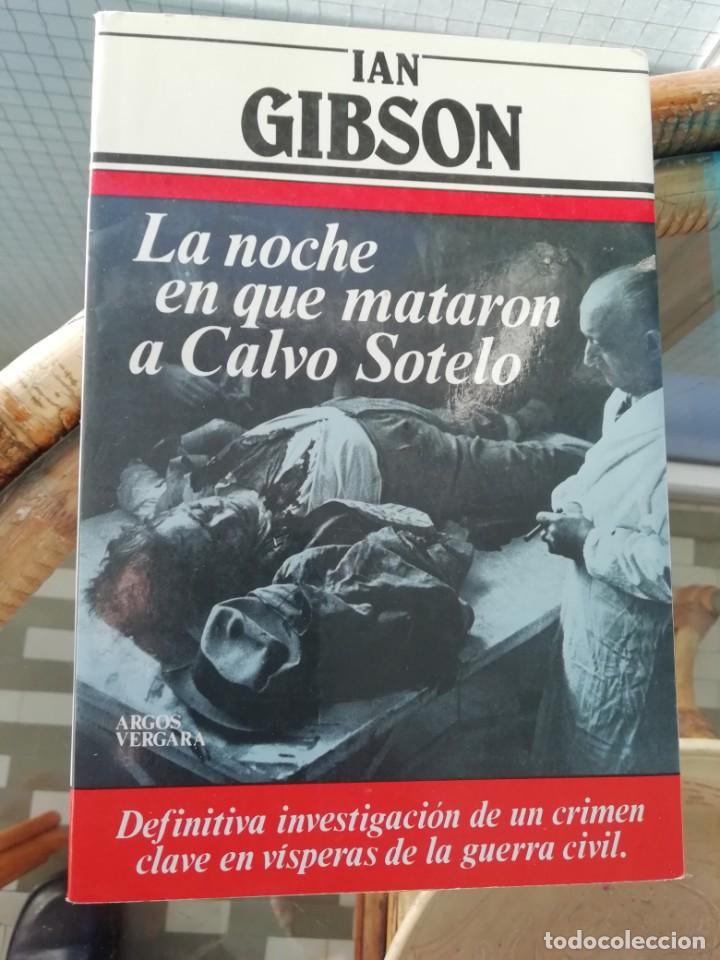 IAN
GIBSON
La noche
en que mataron
a Calvo Sotelo
ARGOS
VERGARA
Definitiva investigación de un crimen
clave en vísperas de la guerra civil.
todocoleccion